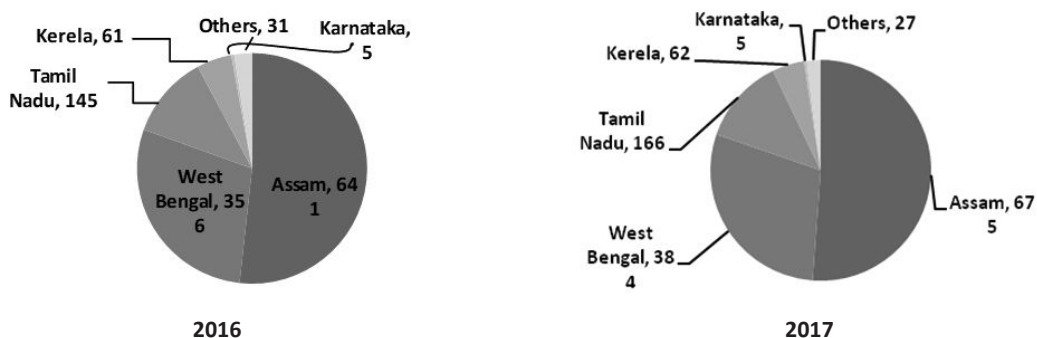 Others, 31
Karnataka,
5
Kerela, 61
Tamil
Nadu, 145
West
Bengal, 35
6
Assam, 64
1
2016
Karnataka,
5
Others, 27
Kerela, 62
Tamil
Nadu, 166
West
Bengal, 38
4
Assam, 67
5
2017